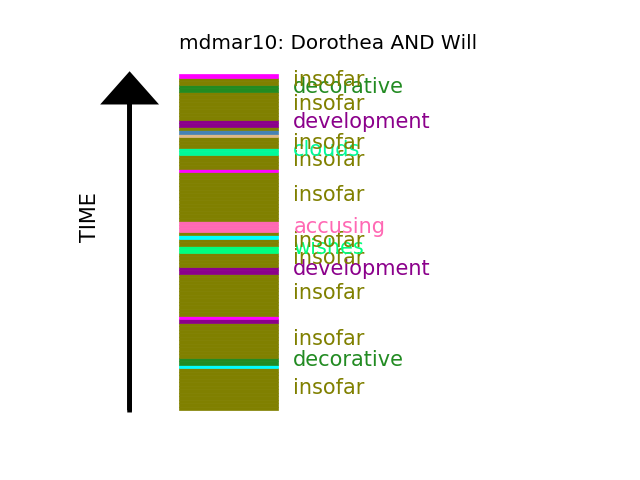 mdmar10: Dorothea AND Will
TIME
insofar
decorative
insofar
development
insofar
clouds
insofar
insofar
accusing
insofar
wishes
insofar
development
insofar
insofar
decorative
insofar